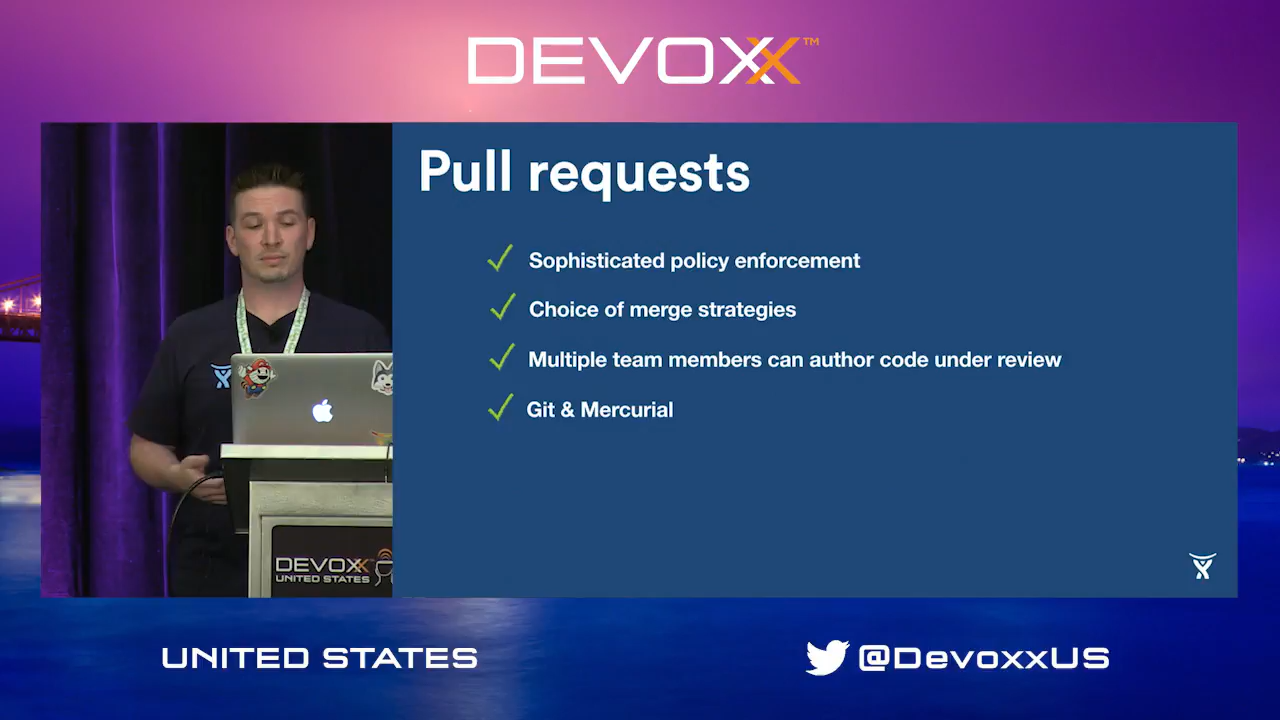 DEVOXX™
Pull requests
Sophisticated policy enforcement
Choice of merge strategies
Multiple team members can author code under review
Git & Mercurial
DEVOXX
UNITED STATES
UNITED STATES
@DevoxxUS